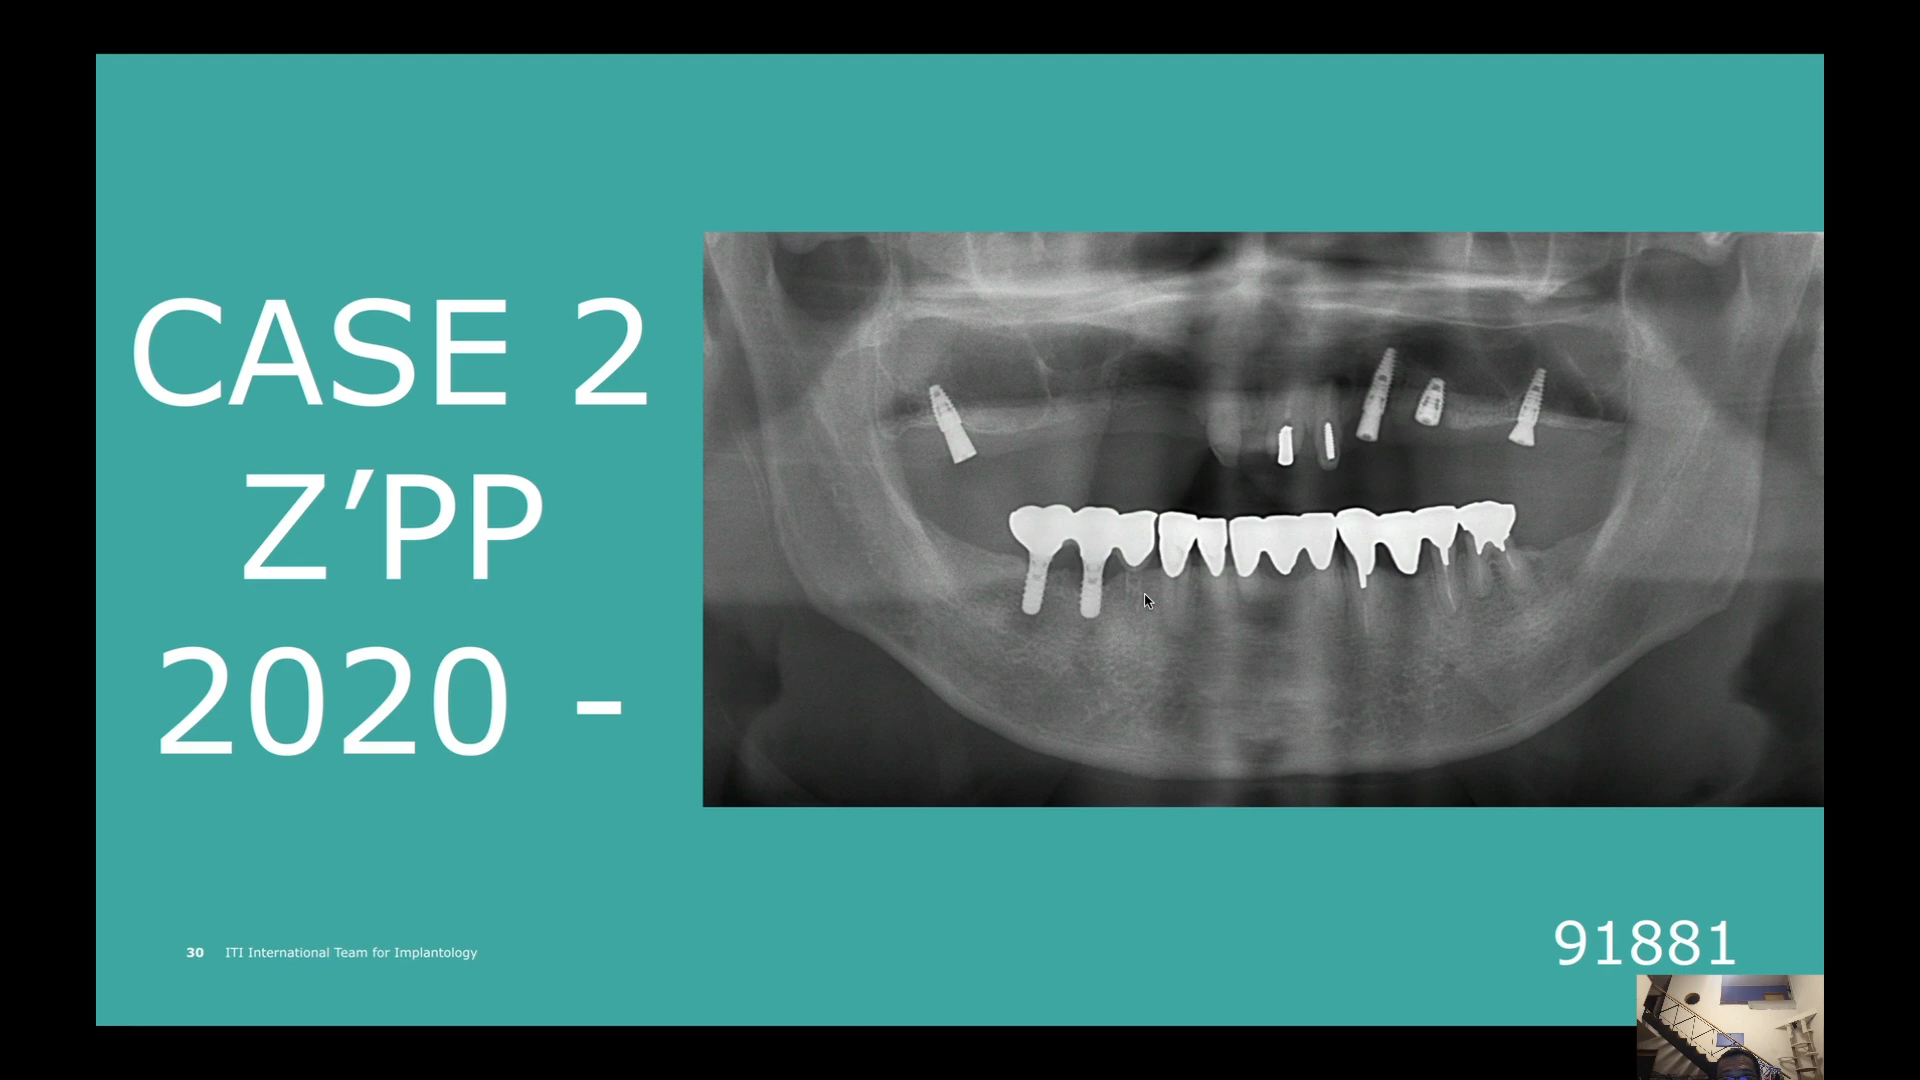 CASE 2
Z’PP
2020 -
30 ITI International Team for Implantology
91881